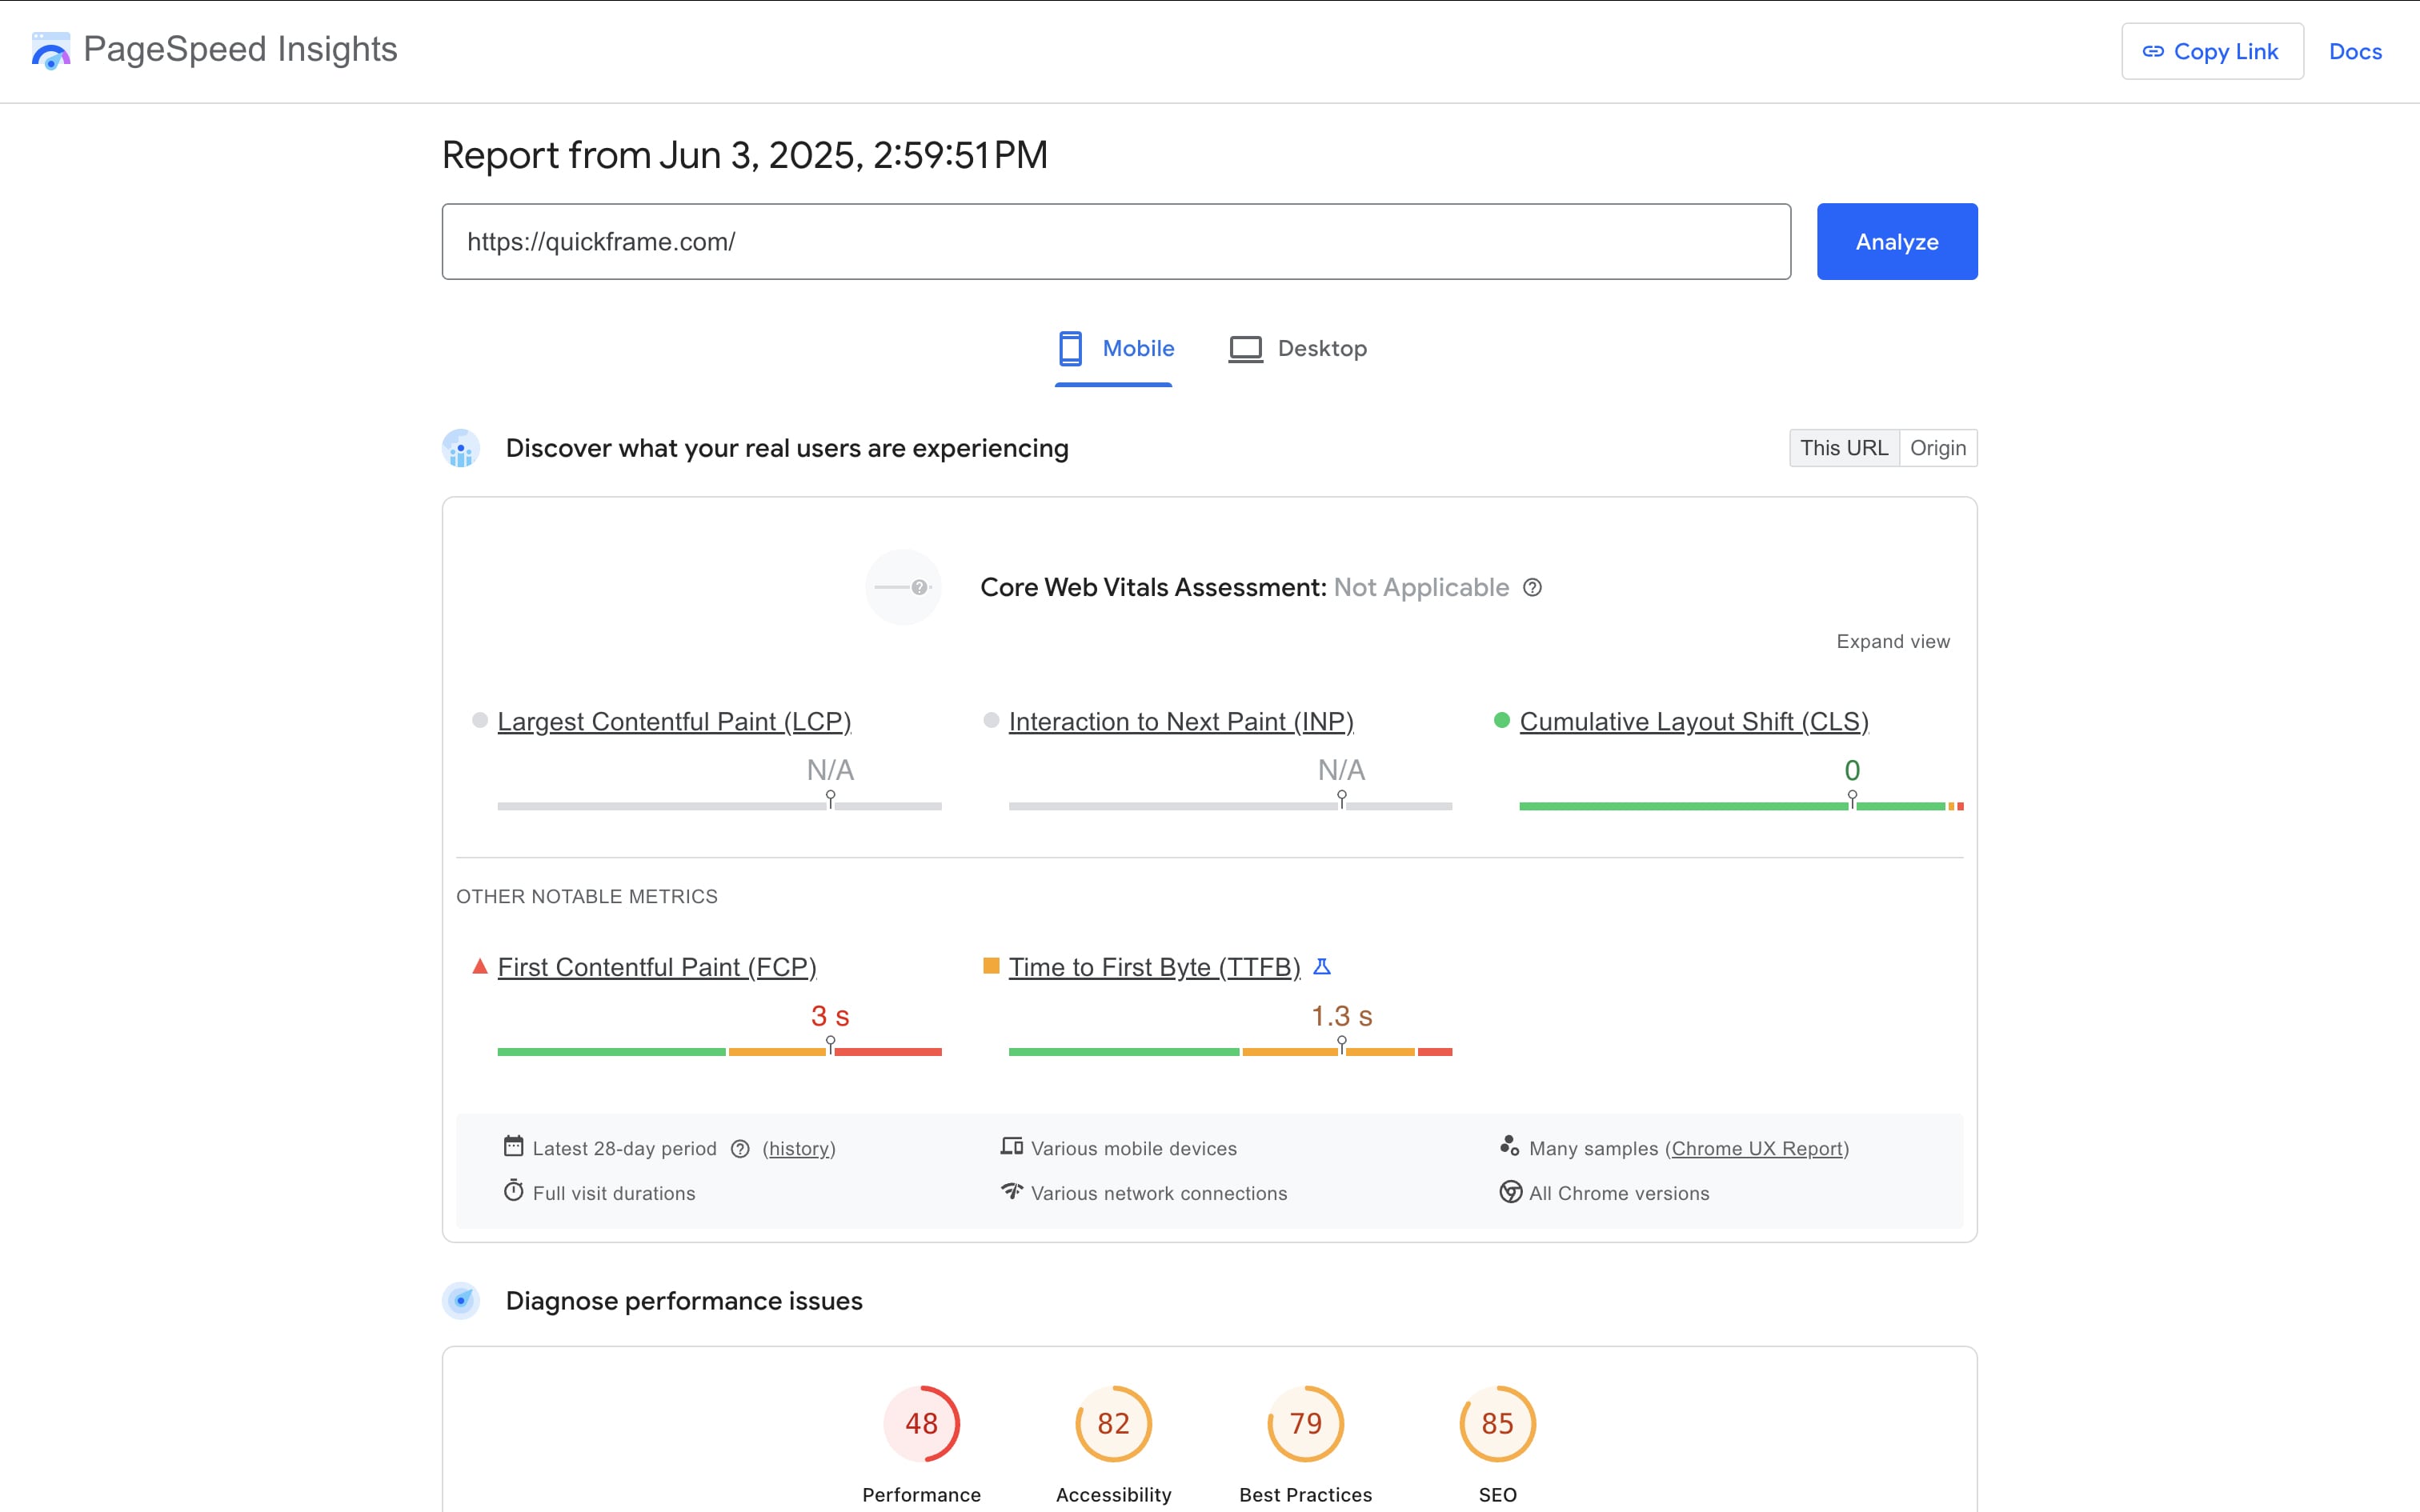 PageSpeed Insights
Copy Link
Docs
Report from Jun 3, 2025, 2:59:51 PM
https://quickframe.com/
Analyze
Mobile
Desktop
Discover what your real users are experiencing
This URL
Origin
Core Web Vitals Assessment: Not Applicable
Expand view
Largest Contentful Paint (LCP)
N/A
Interaction to Next Paint (INP)
N/A
Cumulative Layout Shift (CLS)
0
OTHER NOTABLE METRICS
First Contentful Paint (FCP)
3 s
Time to First Byte (TTFB)
1.3 s
Latest 28-day period (history)
Various mobile devices
Many samples (Chrome UX Report)
Full visit durations
Various network connections
All Chrome versions
Diagnose performance issues
48
Performance
82
Accessibility
79
Best Practices
85
SEO